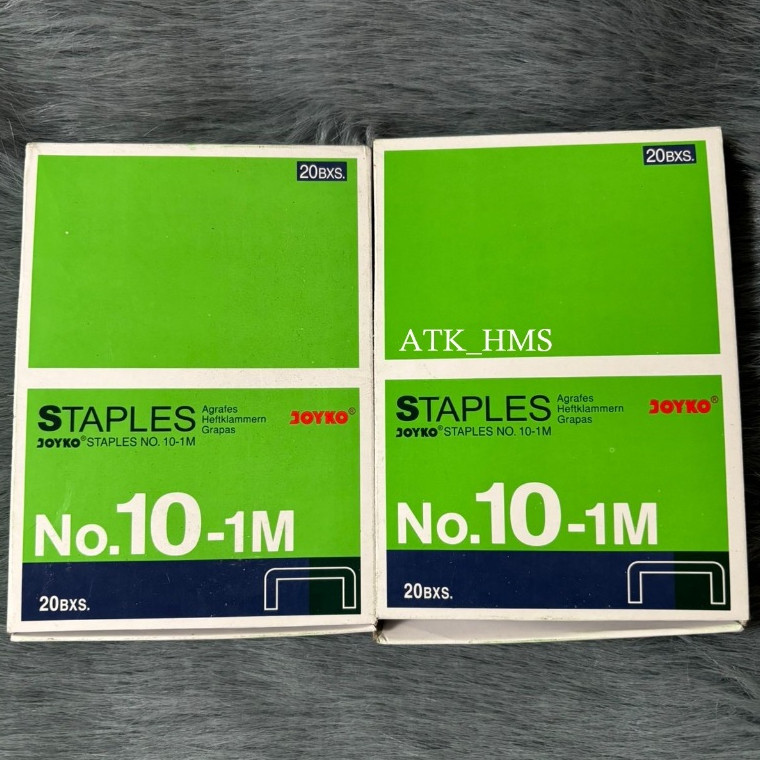 20BXS.
STAPLES
Agrafes
Heftklammern
Grapas
JOYKO®
JOYKO® STAPLES NO. 10-1M
No.10-1M
20BXS.
20BXS.
ATK_HMS
STAPLES
Agrafes
Heftklammern
Grapas
JOYKO®
JOYKO® STAPLES NO. 10-1M
No.10-1M
20BXS.